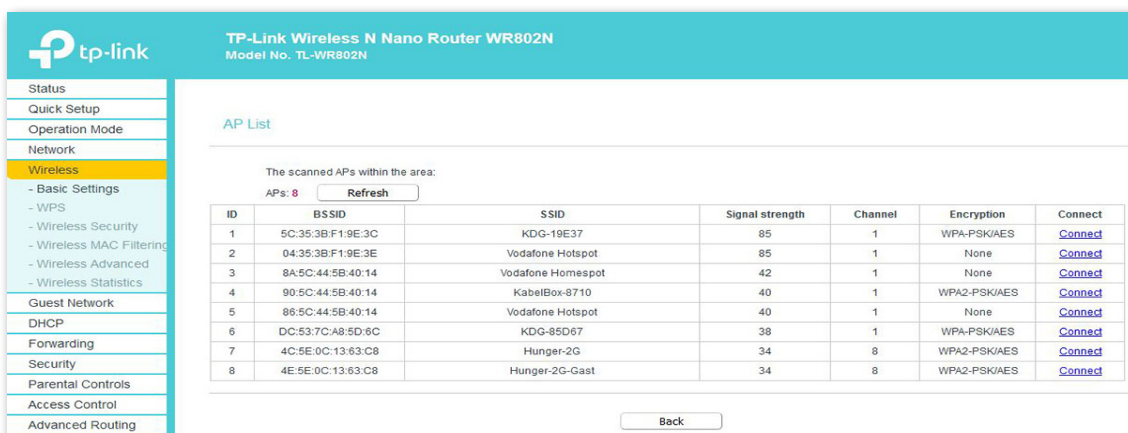 tp-link
TP-Link Wireless N Nano Router WR802N
Model No. TL-WR802N
Status
Quick Setup
Operation Mode
Network
Wireless
- Basic Settings
- WPS
- Wireless Security
- Wireless MAC Filtering
- Wireless Advanced
- Wireless Statistics
Guest Network
DHCP
Forwarding
Security
Parental Controls
Access Control
Advanced Routing
AP List
The scanned APs within the area:
APs: 8 Refresh
ID BSSID SSID Signal strength Channel Encryption Connect
1 5C:35:3B:F1:9E:3C KDG-19E37 85 1 WPA-PSK/AES Connect
2 04:35:3B:F1:9E:3E Vodafone Hotspot 85 1 None Connect
3 8A:5C:44:5B:40:14 Vodafone Homespot 42 1 None Connect
4 90:5C:44:5B:40:14 KabelBox-8710 40 1 WPA2-PSK/AES Connect
5 86:5C:44:5B:40:14 Vodafone Hotspot 40 1 None Connect
6 DC:53:7C:A8:5D:6C KDG-85D67 38 1 WPA-PSK/AES Connect
7 4C:5E:0C:13:63:C8 Hunger-2G 34 8 WPA2-PSK/AES Connect
8 4E:5E:0C:13:63:C8 Hunger-2G-Gast 34 8 WPA2-PSK/AES Connect
Back